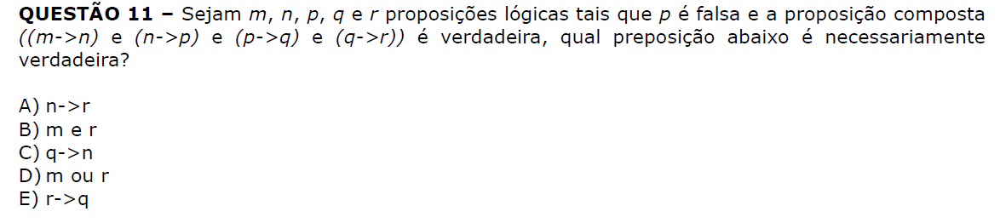 QUESTÃO 11 – Sejam m, n, p, q e r proposições lógicas tais que p é falsa e a proposição composta
((m->n) e (n->p) e (p->q) e (q->r)) é verdadeira, qual preposição abaixo é necessariamente
verdadeira?
A) n->r
B) m e r
C) q->n
D) m ou r
E) r->q